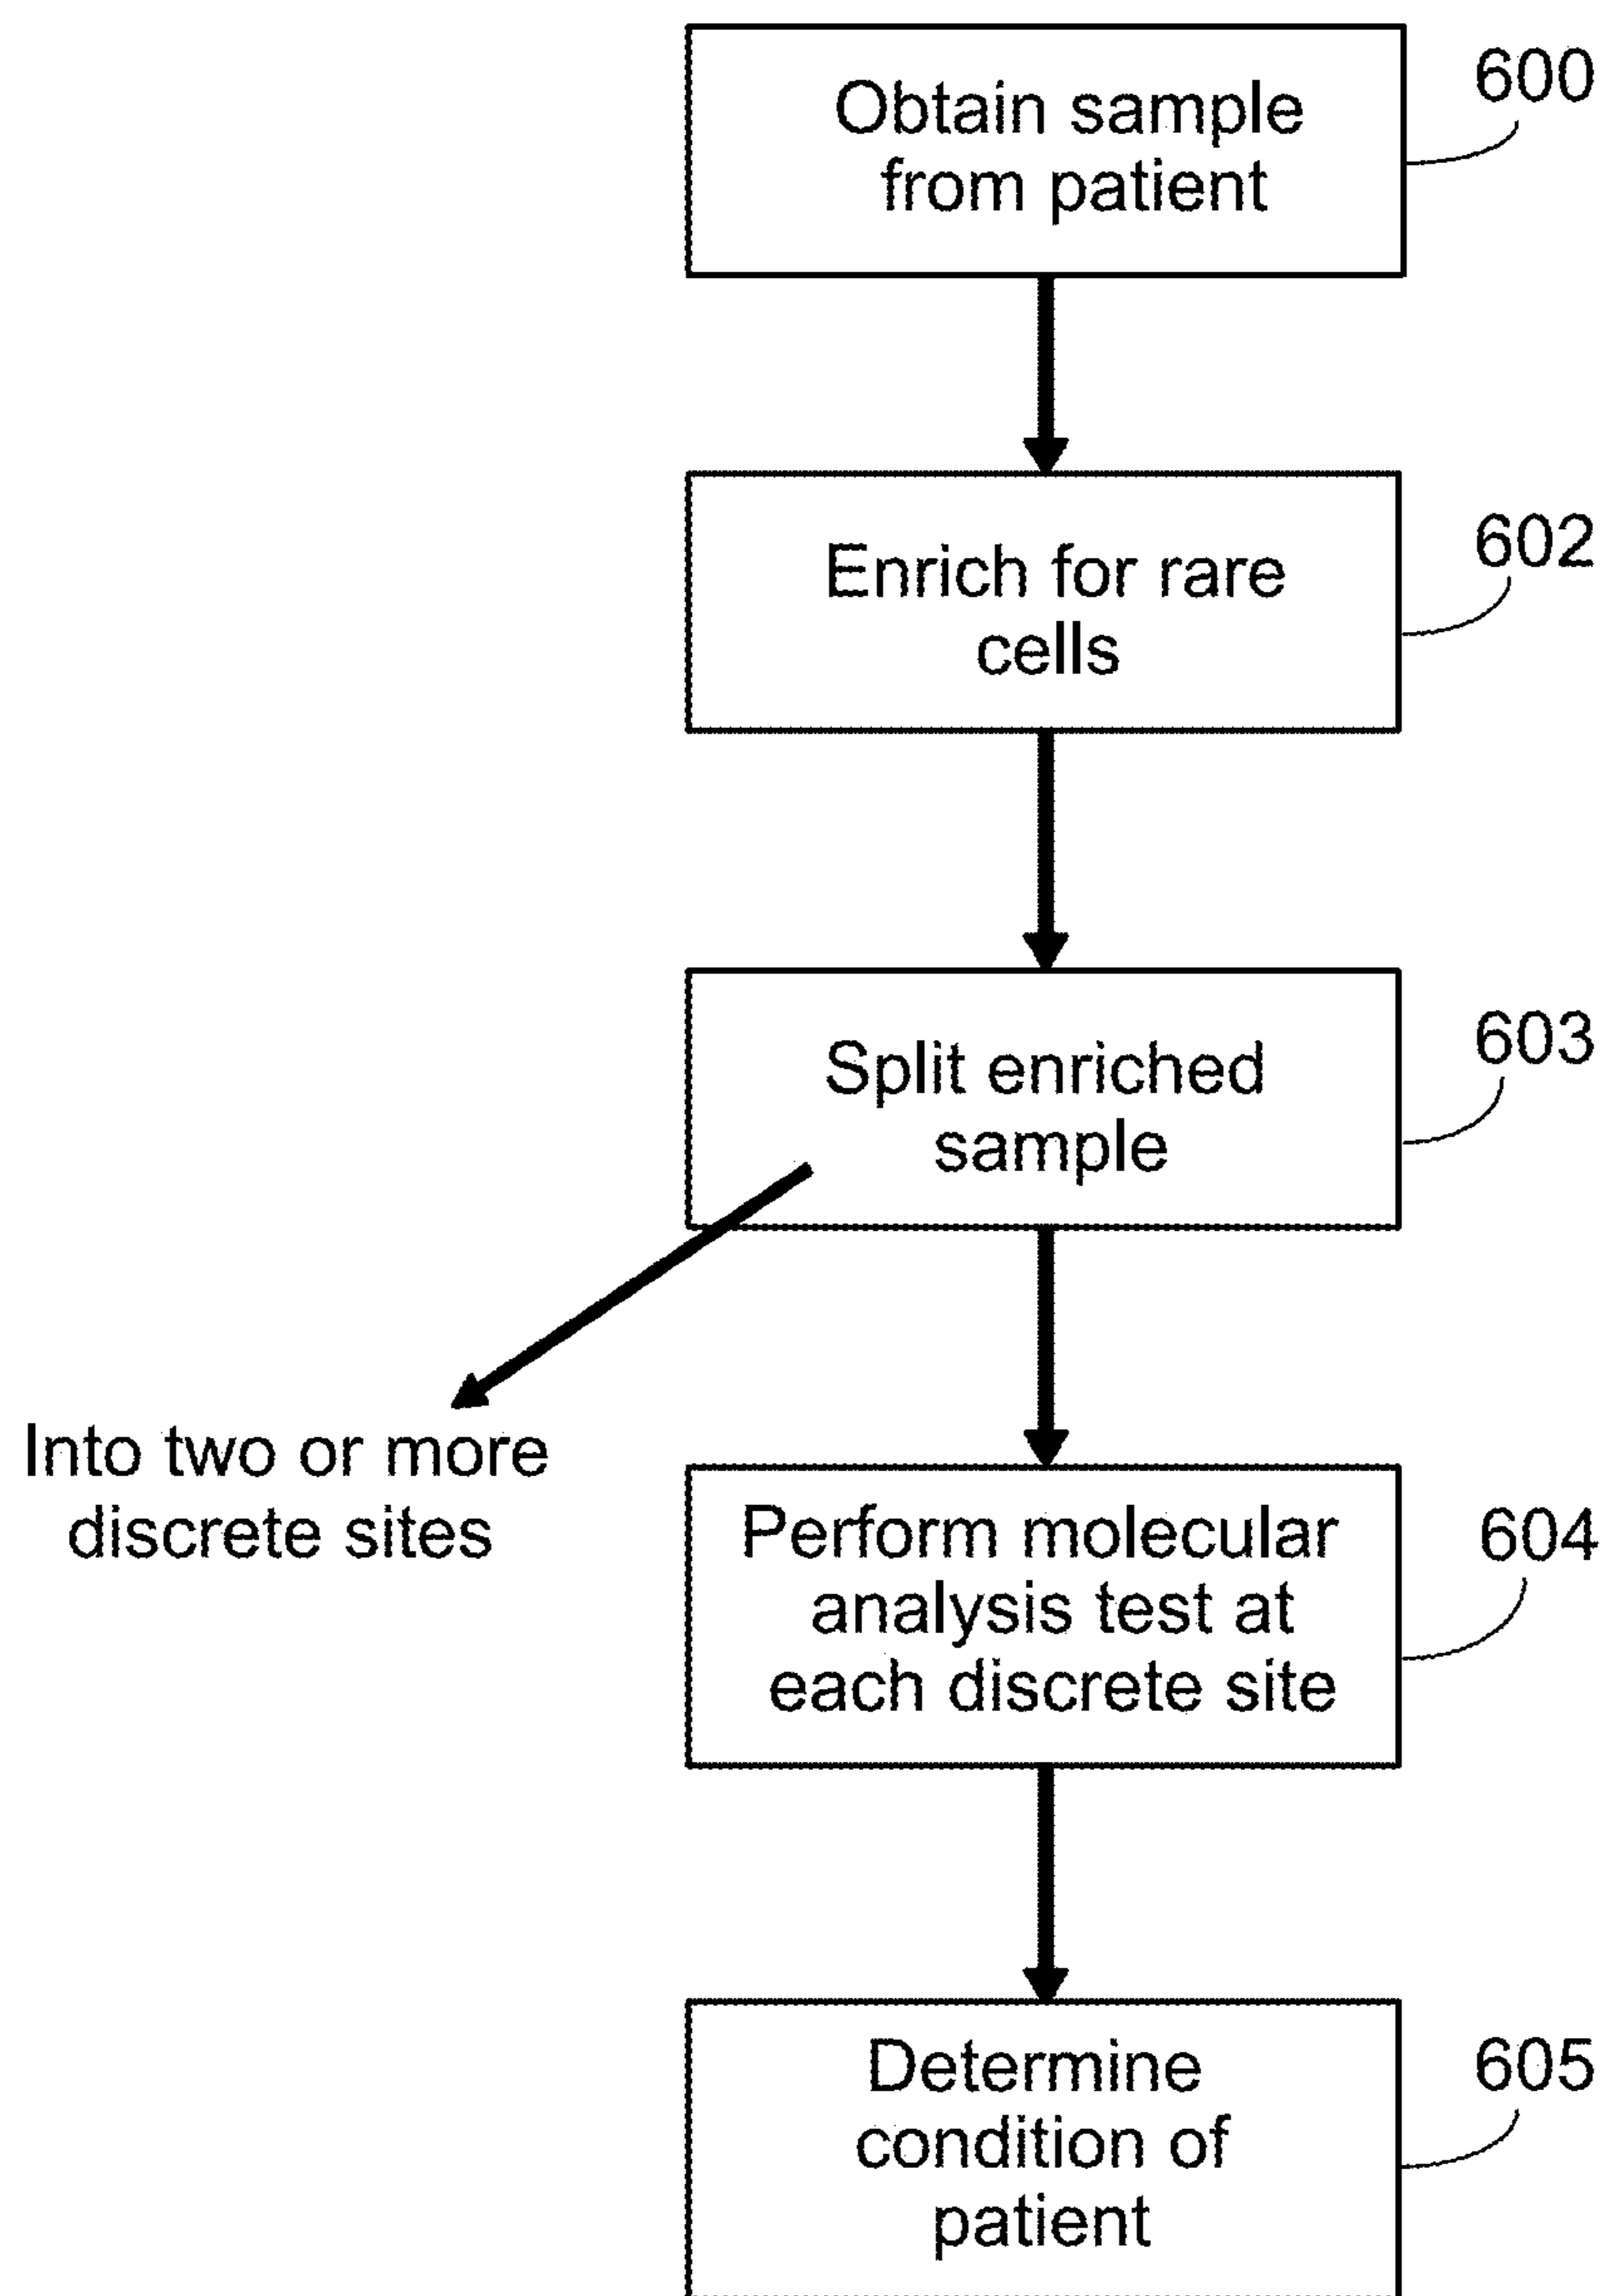 Obtain sample
from patient
600
Enrich for rare
cells
602
Split enriched
sample
603
Into two or more
discrete sites
Perform molecular
analysis test at
each discrete site
604
Determine
condition of
patient
605